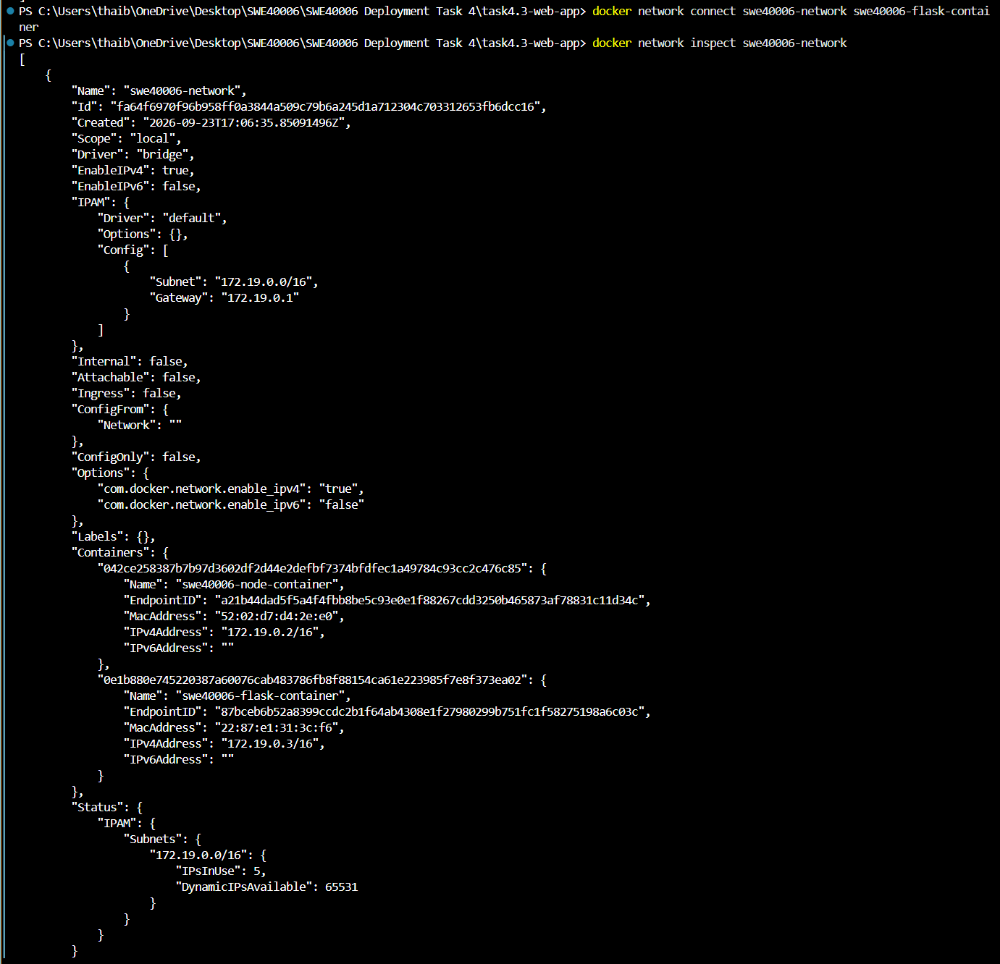 ]
PS C:\Users\thaib\OneDrive\Desktop\SWE40006\SWE40006 Deployment Task 4\task4.3-web-app> docker network connect swe40006-network swe40006-flask-contai
ner
PS C:\Users\thaib\OneDrive\Desktop\SWE40006\SWE40006 Deployment Task 4\task4.3-web-app> docker network inspect swe40006-network
[
    {
        "Name": "swe40006-network",
        "Id": "fa64f6970f96b958ff0a3844a509c79b6a245d1a712304c703312653fb6dcc16",
        "Created": "2026-09-23T17:06:35.85091496Z",
        "Scope": "local",
        "Driver": "bridge",
        "EnableIPv4": true,
        "EnableIPv6": false,
        "IPAM": {
            "Driver": "default",
            "Options": {},
            "Config": [
                {
                    "Subnet": "172.19.0.0/16",
                    "Gateway": "172.19.0.1"
                }
            ]
        },
        "Internal": false,
        "Attachable": false,
        "Ingress": false,
        "ConfigFrom": {
            "Network": ""
        },
        "ConfigOnly": false,
        "Options": {
            "com.docker.network.enable_ipv4": "true",
            "com.docker.network.enable_ipv6": "false"
        },
        "Labels": {},
        "Containers": {
            "042ce258387b7b97d3602df2d44e2defbf7374bfdfec1a49784c93cc2c476c85": {
                "Name": "swe40006-node-container",
                "EndpointID": "a21b44dad5f5a4f4fbb8be5c93e0e1f88267cdd3250b465873af78831c11d34c",
                "MacAddress": "52:02:d7:d4:2e:e0",
                "IPv4Address": "172.19.0.2/16",
                "IPv6Address": ""
            },
            "0e1b880e745220387a60076cab483786fb8f88154ca61e223985f7e8f373ea02": {
                "Name": "swe40006-flask-container",
                "EndpointID": "87bceb6b52a8399ccdc2b1f64ab4308e1f27980299b751fc1f58275198a6c03c",
                "MacAddress": "22:87:e1:31:3c:f6",
                "IPv4Address": "172.19.0.3/16",
                "IPv6Address": ""
            }
        },
        "Status": {
            "IPAM": {
                "Subnets": {
                    "172.19.0.0/16": {
                        "IPsInUse": 5,
                        "DynamicIPsAvailable": 65531
                    }
                }
            }
        }